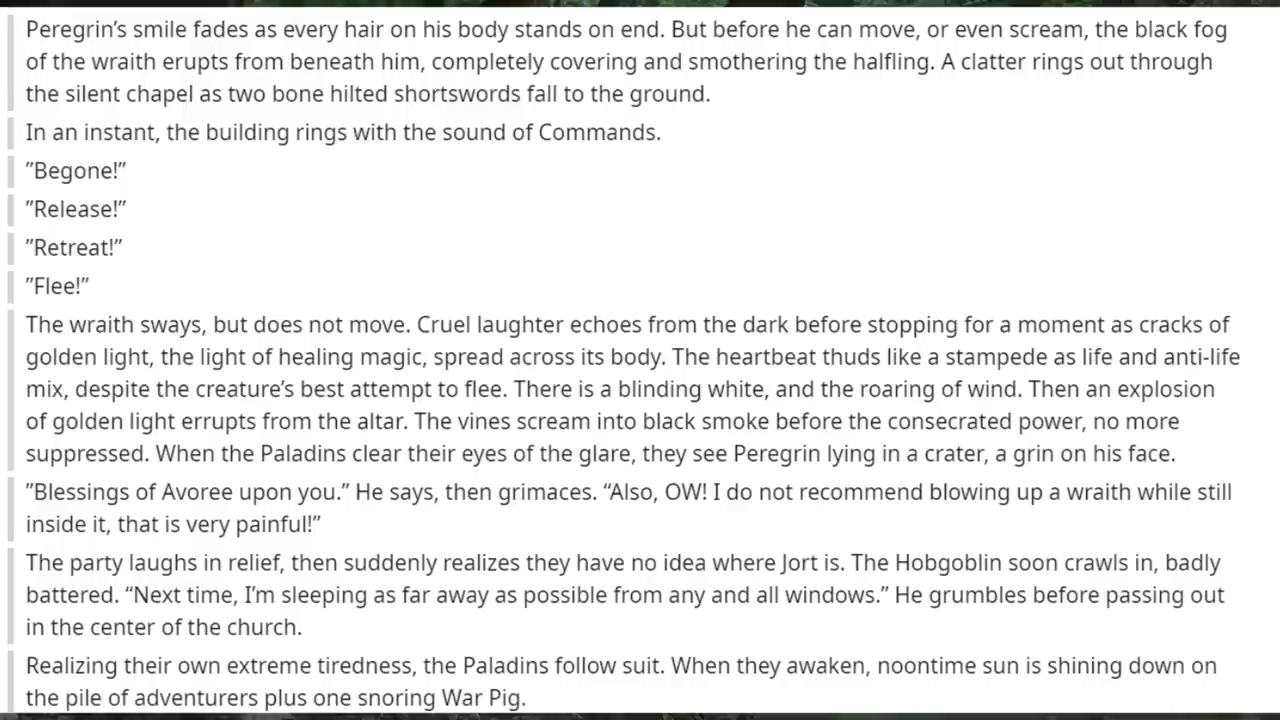 Peregrin’s smile fades as every hair on his body stands on end. But before he can move, or even scream, the black fog
of the wraith erupts from beneath him, completely covering and smothering the halfling. A clatter rings out through
the silent chapel as two bone hilted shortswords fall to the ground.
In an instant, the building rings with the sound of Commands.
”Begone!”
”Release!”
”Retreat!”
”Flee!”
The wraith sways, but does not move. Cruel laughter echoes from the dark before stopping for a moment as cracks of
golden light, the light of healing magic, spread across its body. The heartbeat thuds like a stampede as life and anti-life
mix, despite the creature’s best attempt to flee. There is a blinding white, and the roaring of wind. Then an explosion
of golden light errupts from the altar. The vines scream into black smoke before the consecrated power, no more
suppressed. When the Paladins clear their eyes of the glare, they see Peregrin lying in a crater, a grin on his face.
”Blessings of Avoree upon you.” He says, then grimaces. “Also, OW! I do not recommend blowing up a wraith while still
inside it, that is very painful!”
The party laughs in relief, then suddenly realizes they have no idea where Jort is. The Hobgoblin soon crawls in, badly
battered. “Next time, I’m sleeping as far away as possible from any and all windows.” He grumbles before passing out
in the center of the church.
Realizing their own extreme tiredness, the Paladins follow suit. When they awaken, noontime sun is shining down on
the pile of adventurers plus one snoring War Pig.